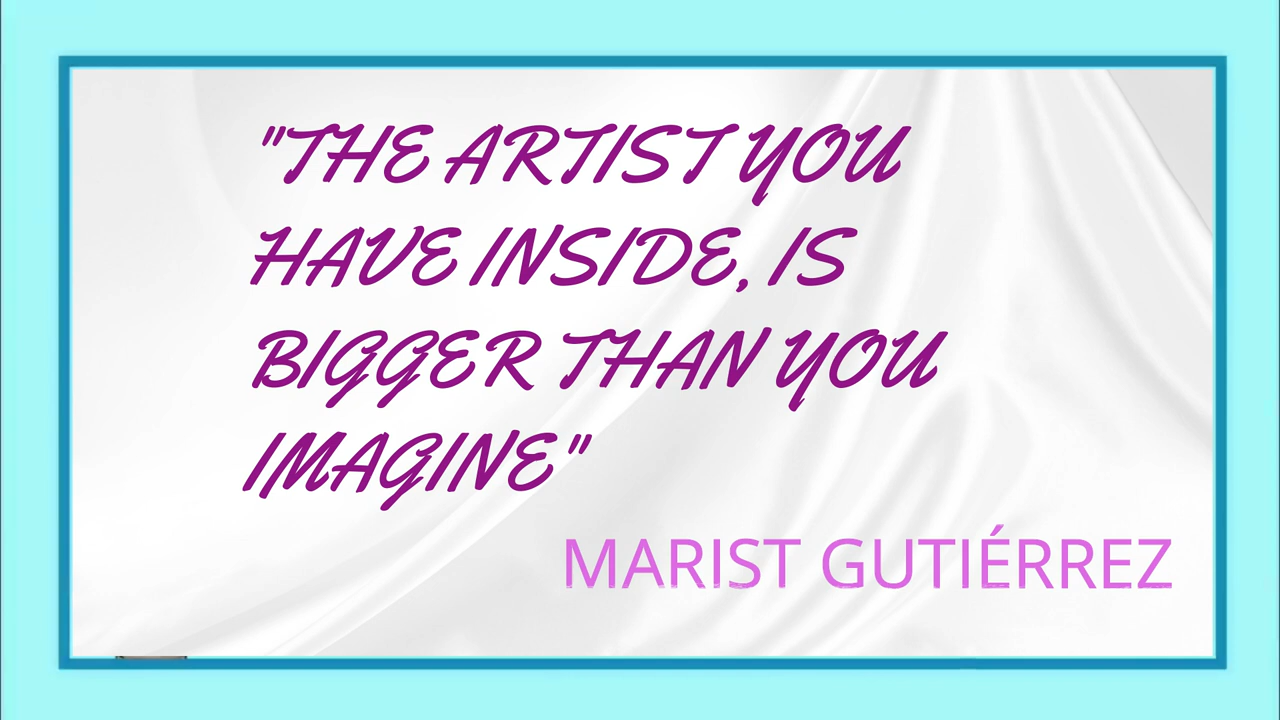 "THE ARTIST YOU
HAVE INSIDE, IS
BIGGER THAN YOU
IMAGINE"
MARIST GUTIÉRREZ